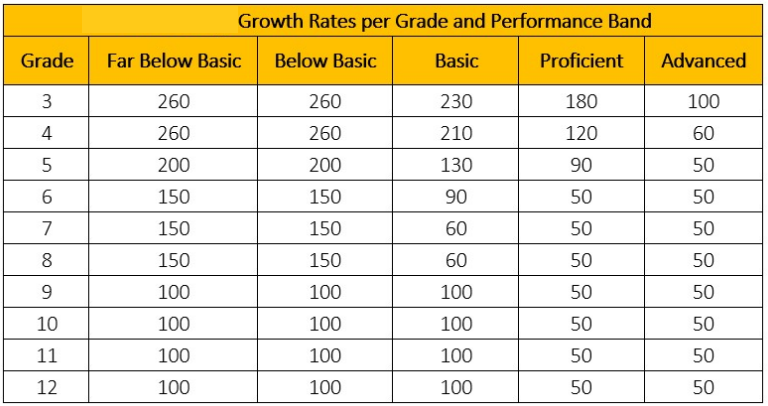 Growth Rates per Grade and Performance Band
Grade Far Below Basic Below Basic Basic Proficient Advanced
3 260 260 230 180 100
4 260 260 210 120 60
5 200 200 130 90 50
6 150 150 90 50 50
7 150 150 60 50 50
8 150 150 60 50 50
9 100 100 100 50 50
10 100 100 100 50 50
11 100 100 100 50 50
12 100 100 100 50 50